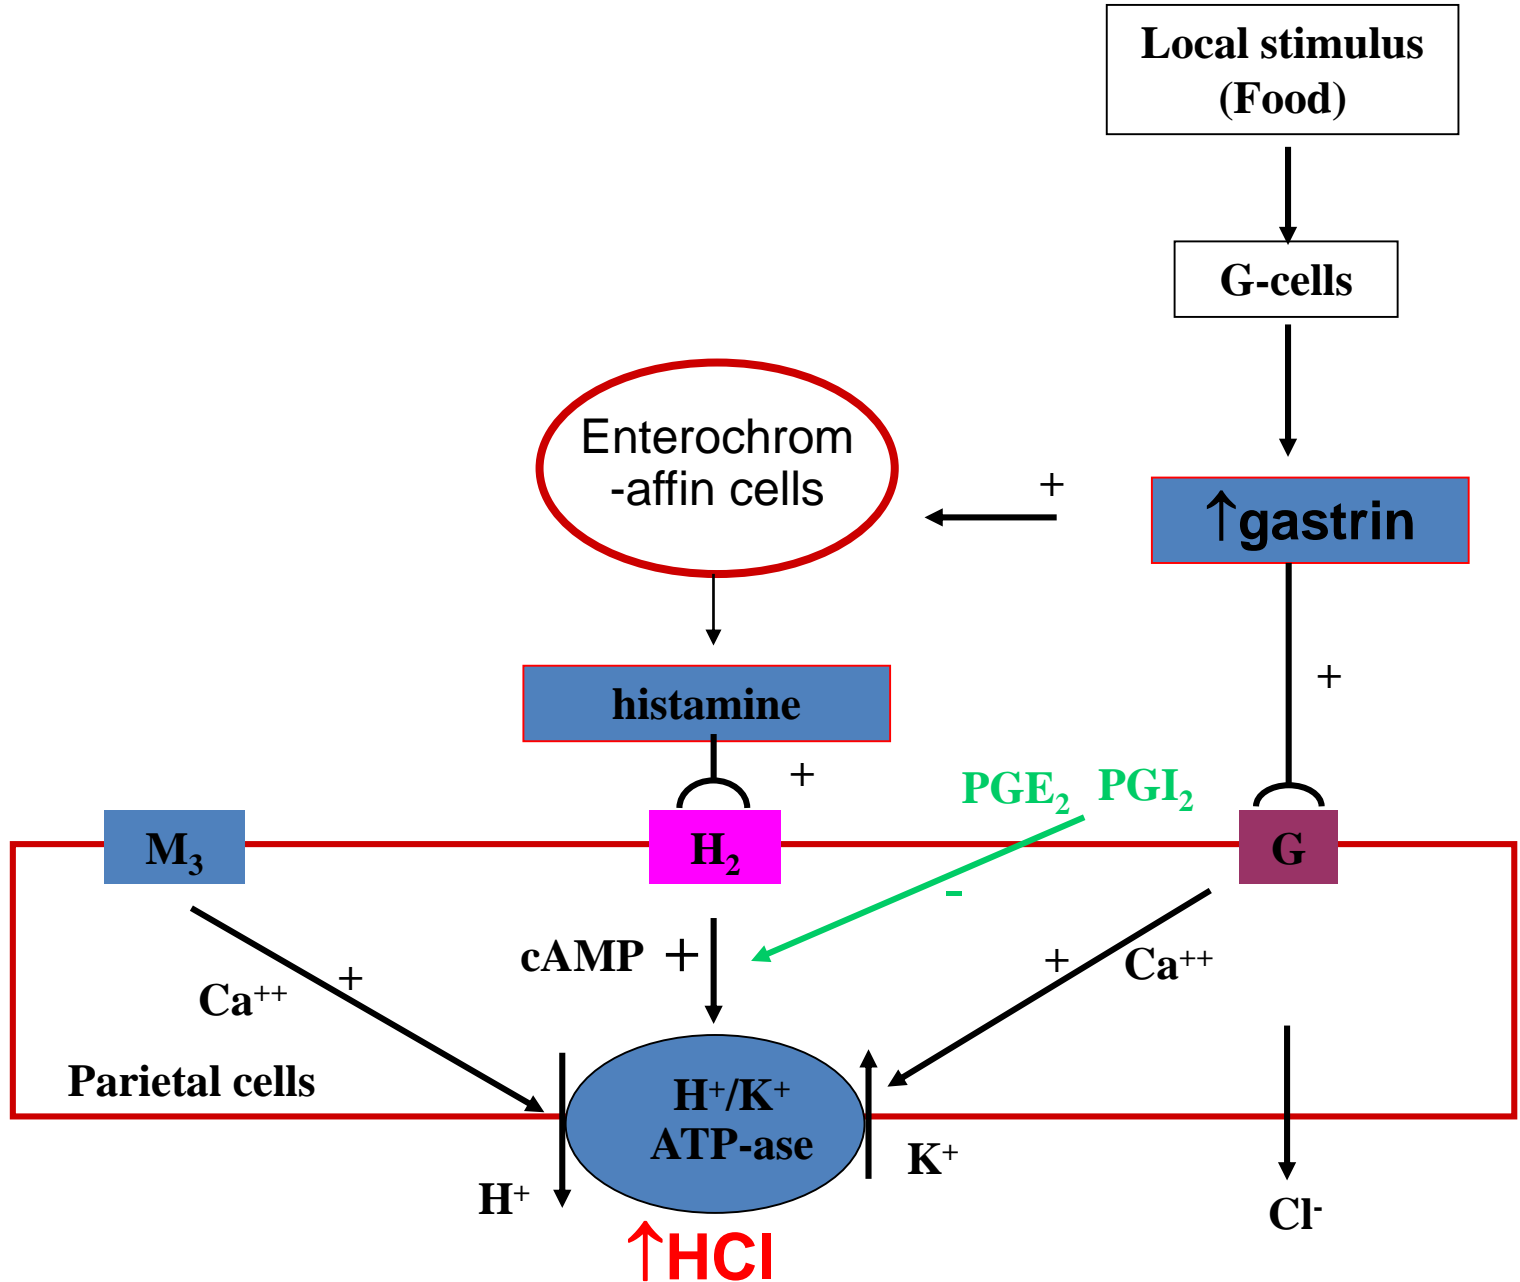 Local stimulus
(Food)
G-cells
Enterochrom
-affin cells
+
↑gastrin
histamine
+
+
PGE₂ PGI₂
M₃
H₂
G
-
cAMP +
+
Ca⁺⁺
+
Ca⁺⁺
Parietal cells
H⁺/K⁺
ATP-ase
K⁺
H⁺
Cl⁻
↑HCl